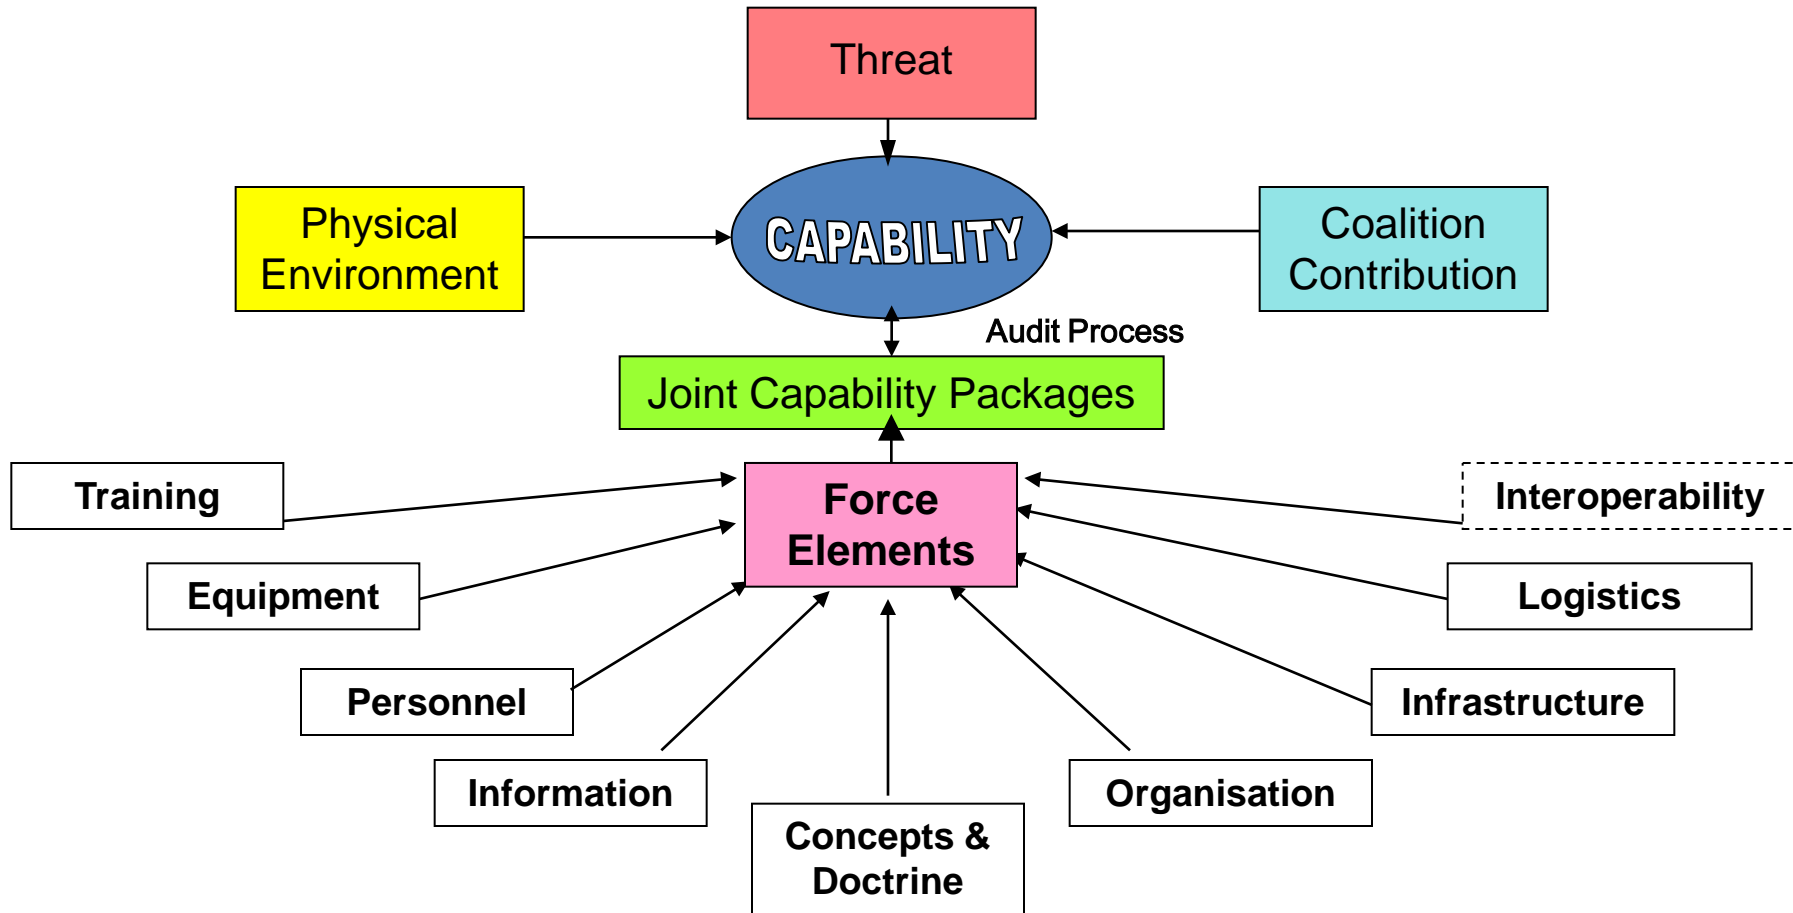 Threat
Physical
Environment
CAPABILITY
Coalition
Contribution
Audit Process
Joint Capability Packages
Training
Force
Elements
Interoperability
Equipment
Logistics
Personnel
Infrastructure
Information
Organisation
Concepts &
Doctrine